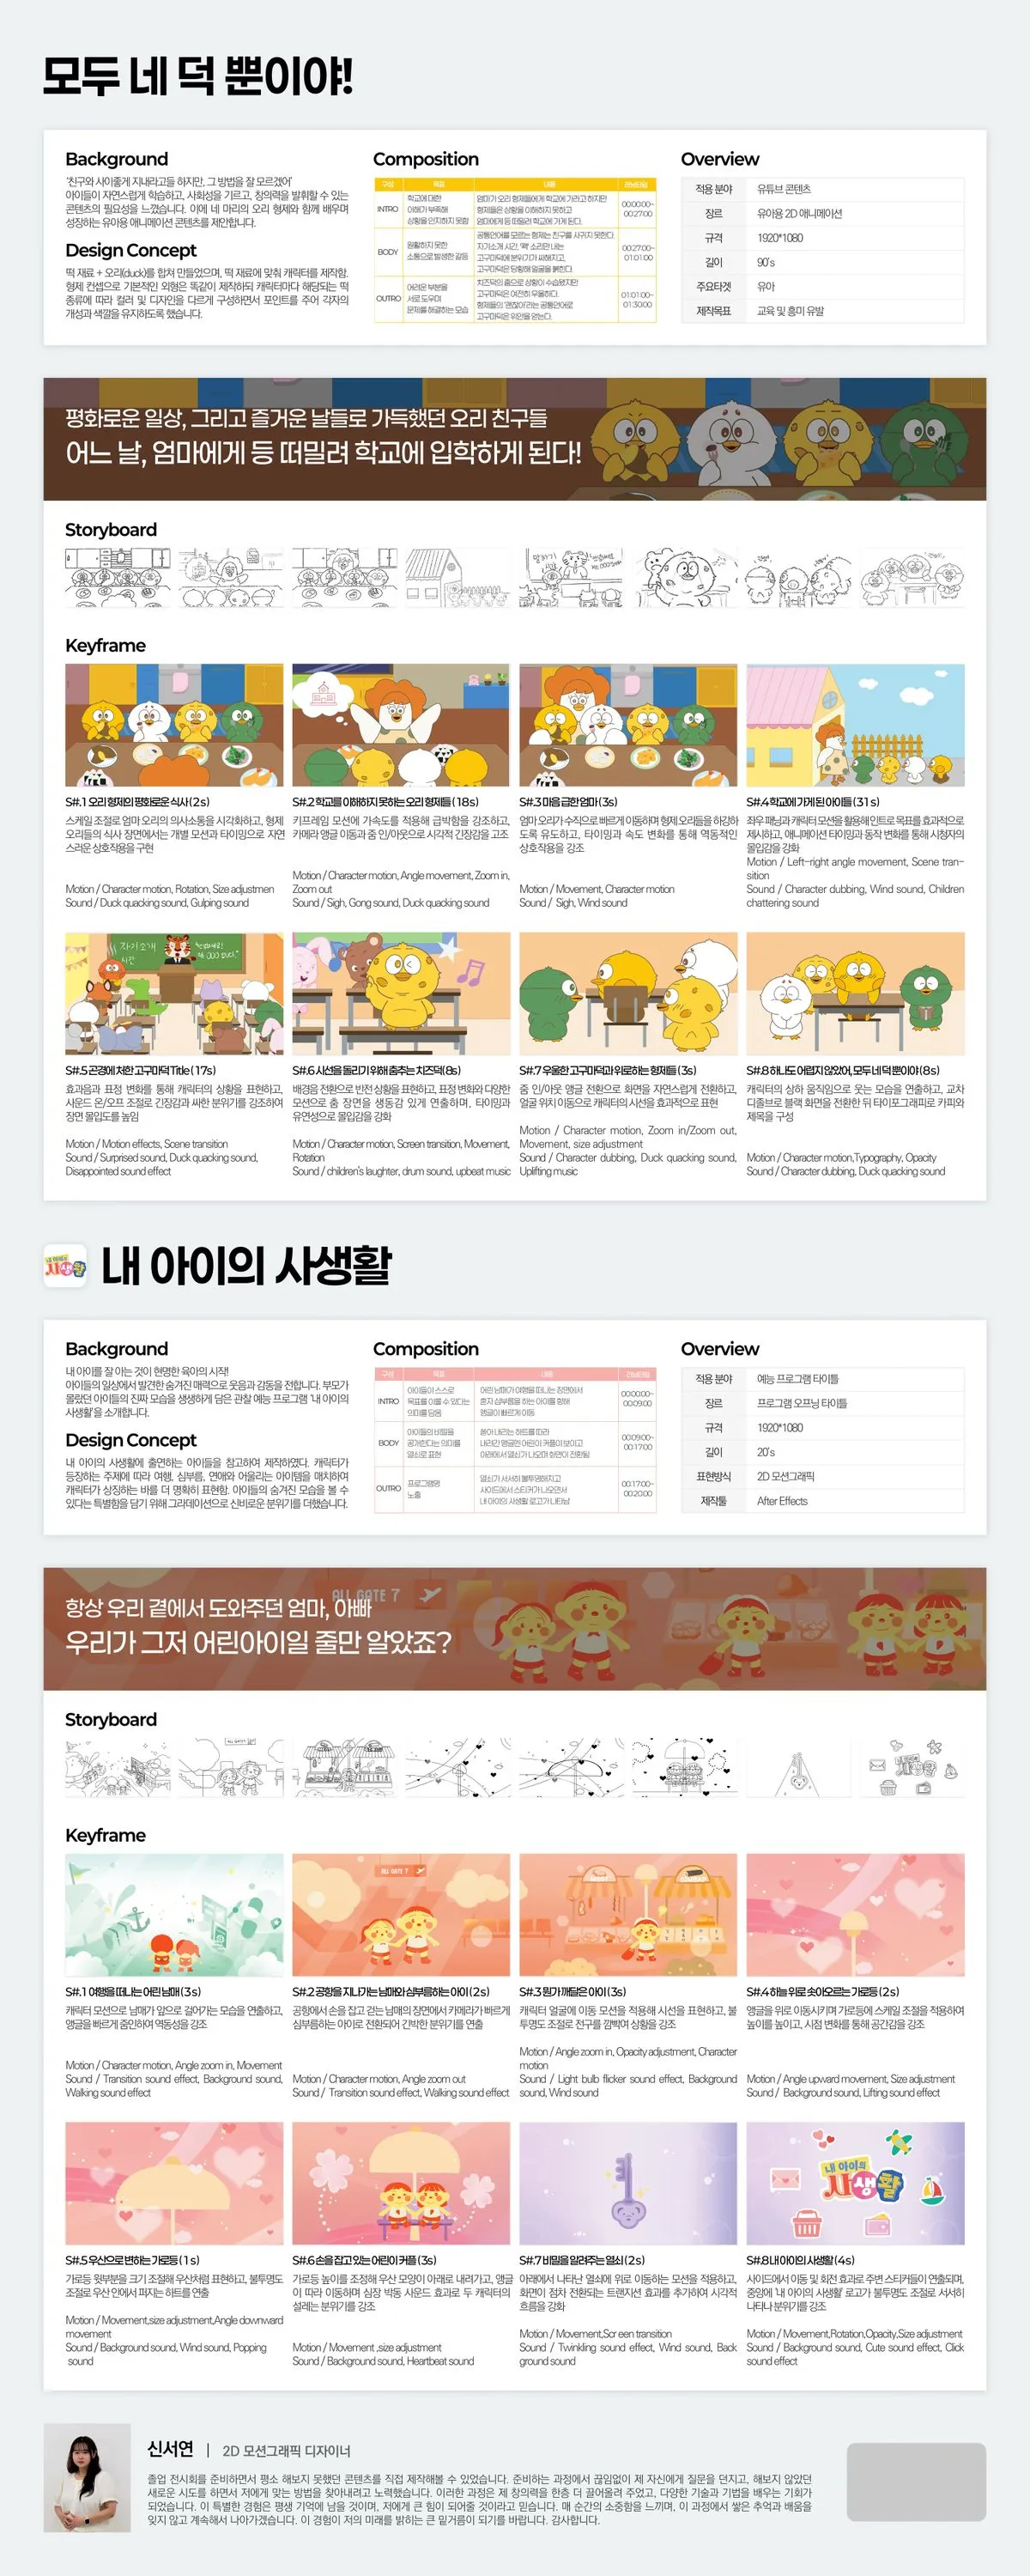 모두 네 덕 뿐이야!
Background
‘친구와 사이좋게 지내라고들 하지만, 그 방법을 잘 모르겠어’
아이들이 자연스럽게 학습하고, 사회성을 기르고, 창의력을 발휘할 수 있는
콘텐츠의 필요성을 느꼈습니다. 이에 네 마리의 오리 형제와 함께 배우며
성장하는 유아용 애니메이션 콘텐츠를 제안합니다.
Design Concept
떡 재료 + 오리(duck)를 합쳐 만들었으며, 떡 재료에 맞춰 캐릭터를 제작함.
형제 컨셉으로 기본적인 외형은 똑같이 제작하되 캐릭터마다 해당되는 떡
종류에 따라 컬러 및 디자인을 다르게 구성하면서 포인트를 주어 각자의
개성과 색깔을 유지하도록 했습니다.
Composition
구성 목표 내용 러닝타임
INTRO
학교에 대한
이해가 부족해
상황을 인지하지 못함
엄마가 오리 형제들에게 학교에 가라고 하지만
형제들은 상황을 이해하지 못하고
엄마에게 등 떠밀려 학교에 가게 된다.
00:00:00~
00:27:00
BODY
원활하지 못한
소통으로 발생한 갈등
공통언어를 모르는 형제는 친구를 사귀지 못한다.
자기소개 시간, ‘꽥’ 소리만 내는
고구마덕에 분위기가 싸해지고,
고구마덕은 당황해 얼굴을 붉힌다.
00:27:00~
01:01:00
OUTRO
어려운 부분을
서로 도우며
문제를 해결하는 모습
치즈덕의 춤으로 상황이 수습됐지만
고구마덕은 여전히 우울하다.
형제들의 ‘괜찮아’라는 공통언어로
고구마덕은 위안을 얻는다.
01:01:00~
01:30:00
Overview
적용 분야 유튜브 콘텐츠
장르 유아용 2D 애니메이션
규격 1920*1080
길이 90’s
주요타겟 유아
제작목표 교육 및 흥미 유발
평화로운 일상, 그리고 즐거운 날들로 가득했던 오리 친구들
어느 날, 엄마에게 등 떠밀려 학교에 입학하게 된다!
Storyboard
Keyframe
S#.1 오리 형제의 평화로운 식사 (2s)
스케일 조절로 엄마 오리의 의사소통을 시각화하고, 형제
오리들의 식사 장면에서는 개별 모션과 타이밍으로 자연
스러운 상호작용을 구현
Motion / Character motion, Rotation, Size adjustmen
Sound / Duck quacking sound, Gulping sound
S#.2 학교를 이해하지 못하는 오리 형제들 (18s)
키프레임 모션에 가속도를 적용해 급박함을 강조하고,
카메라 앵글 이동과 줌 인/아웃으로 시각적 긴장감을 고조
Motion / Character motion, Angle movement, Zoom in,
Zoom out
Sound / Sigh, Gong sound, Duck quacking sound
S#.3 마음 급한 엄마 (3s)
엄마 오리가 수직으로 빠르게 이동하며 형제 오리들을 하강하
도록 유도하고, 타이밍과 속도 변화를 통해 역동적인
상호작용을 강조
Motion / Movement, Character motion
Sound / Sigh, Wind sound
S#.4 학교에 가게 된 아이들 (31s)
좌우 패닝과 캐릭터 모션을 활용해 인트로 목표를 효과적으로
제시하고, 애니메이션 타이밍과 동작 변화를 통해 시청자의
몰입감을 강화
Motion / Left-right angle movement, Scene tran-
sition
Sound / Character dubbing, Wind sound, Children
chattering sound
자기소개
시간
S#.5 곤경에 처한 고구마덕 Title (17s)
효과음과 표정 변화를 통해 캐릭터의 상황을 표현하고,
사운드 온/오프 조절로 긴장감과 싸한 분위기를 강조하여
장면 몰입도를 높임
Motion / Motion effects, Scene transition
Sound / Surprised sound, Duck quacking sound,
Disappointed sound effect
S#.6 시선을 돌리기 위해 춤추는 치즈덕 (8s)
배경을 전환으로 반전 상황을 표현하고, 표정 변화와 다양한
모션으로 춤 장면을 생동감 있게 연출하며, 타이밍과
유연성으로 몰입감을 강화
Motion / Character motion, Screen transition, Movement,
Rotation
Sound / children’s laughter, drum sound, upbeat music
S#.7 우울한 고구마덕과 위로하는 형제들 (3s)
줌 인/아웃 앵글 전환으로 화면을 자연스럽게 전환하고,
얼굴 위치 이동으로 캐릭터의 시선을 효과적으로 표현
Motion / Character motion, Zoom in/Zoom out,
Movement, size adjustment
Sound / Character dubbing, Duck quacking sound,
Uplifting music
S#.8 하나도 어렵지 않았어, 모두 네 덕 뿐이야 (8s)
캐릭터의 상하 움직임으로 웃는 모습을 연출하고, 교차
디졸브로 블랙 화면을 전환한 뒤 타이포그래피로 카피와
제목을 구성
Motion / Character motion,Typography, Opacity
Sound / Character dubbing, Duck quacking sound
내 아이의 사생활
내 아이의 사생활
Background
내 아이를 잘 아는 것이 현명한 육아의 시작!
아이들의 일상에서 발견한 숨겨진 매력으로 웃음과 감동을 전합니다. 부모가
몰랐던 아이들의 진짜 모습을 생생하게 담은 관찰 예능 프로그램 ‘내 아이의
사생활’을 소개합니다.
Design Concept
내 아이의 사생활에 출연하는 아이들을 참고하여 제작하였다. 캐릭터가
등장하는 주제에 따라 여행, 심부름, 연애와 어울리는 아이템을 매치하여
캐릭터가 상징하는 바를 더 명확히 표현함. 아이들의 숨겨진 모습을 볼 수
있다는 특별함을 담기 위해 그라데이션으로 신비로운 분위기를 더했습니다.
Composition
구성 목표 내용 러닝타임
INTRO
아이들이 스스로
목표를 이룰 수 있다는
의미를 담음
어린 남매가 여행을 떠나는 장면에서
혼자 심부름을 하는 아이를 향해
앵글이 빠르게 이동
00:00:00~
00:09:00
BODY
아이들의 비밀을
공개한다는 의미를
열쇠로 표현
쏟아 내리는 하트를 따라
내려간 앵글엔 어린이 커플이 보이고
아래에서 열쇠가 나오며 화면이 전환됨
00:09:00~
00:17:00
OUTRO
프로그램명
노출
열쇠가 서서히 불투명해지고
사이드에서 스티커가 나오면서
내 아이의 사생활 로고가 나타남
00:17:00~
00:20:00
Overview
적용 분야 예능 프로그램 타이틀
장르 프로그램 오프닝 타이틀
규격 1920*1080
길이 20’s
표현방식 2D 모션그래픽
제작툴 After Effects
ALL GATE 7
항상 우리 곁에서 도와주던 엄마, 아빠
우리가 그저 어린아이일 줄만 알았죠?
Storyboard
Keyframe
ALL GATE 7
S#.1 여행을 떠나는 어린 남매 (3s)
캐릭터 모션으로 남매가 앞으로 걸어가는 모습을 연출하고,
앵글을 빠르게 줌인하여 역동성을 강조
Motion / Character motion, Angle zoom in, Movement
Sound / Transition sound effect, Background sound,
Walking sound effect
S#.2 공항을 지나가는 남매와 심부름하는 아이 (2s)
공항에서 손을 잡고 걷는 남매의 장면에서 카메라가 빠르게
심부름하는 아이로 전환되어 긴박한 분위기를 연출
Motion / Character motion, Angle zoom out
Sound / Transition sound effect, Walking sound effect
S#.3 뭔가 깨달은 아이 (3s)
캐릭터 얼굴에 이동 모션을 적용해 시선을 표현하고, 불
투명도 조절로 전구를 깜빡여 상황을 강조
Motion / Angle zoom in, Opacity adjustment, Character
motion
Sound / Light bulb flicker sound effect, Background
sound, Wind sound
S#.4 하늘 위로 솟아오르는 가로등 (2s)
앵글을 위로 이동시키며 가로등에 스케일 조절을 적용하여
높이를 높이고, 시점 변화를 통해 공간감을 강조
Motion / Angle upward movement, Size adjustment
Sound / Background sound, Lifting sound effect
내 아이의
사생활
S#.5 우산으로 변하는 가로등 (1s)
가로등 윗부분을 크기 조절해 우산처럼 표현하고, 불투명도
조절로 우산 안에서 퍼지는 하트를 연출
Motion / Movement,size adjustment,Angle downward
movement
Sound / Background sound, Wind sound, Popping
sound
S#.6 손을 잡고 있는 어린이 커플 (3s)
가로등 높이를 조정해 우산 모양이 아래로 내려가고, 앵글
이 따라 이동하며 심장 박동 사운드 효과로 두 캐릭터의
설레는 분위기를 강조
Motion / Movement ,size adjustment
Sound / Background sound, Heartbeat sound
S#.7 비밀을 알려주는 열쇠 (2s)
아래에서 나타난 열쇠에 위로 이동하는 모션을 적용하고,
화면이 점차 전환되는 트랜지션 효과를 추가하여 시각적
흐름을 강화
Motion / Movement,Scr een transition
Sound / Twinkling sound effect, Wind sound, Back
ground sound
S#.8 내 아이의 사생활 (4s)
사이드에서 이동 및 회전 효과로 주변 스티커들이 연출되며,
중앙에 ‘내 아이의 사생활’ 로고가 불투명도 조절로 서서히
나타나 분위기를 강조
Motion / Movement,Rotation,Opacity,Size adjustment
Sound / Background sound, Cute sound effect, Click
sound effect
신서연 | 2D 모션그래픽 디자이너
졸업 전시회를 준비하면서 평소 해보지 못했던 콘텐츠를 직접 제작해볼 수 있었습니다. 준비하는 과정에서 끊임없이 제 자신에게 질문을 던지고, 해보지 않았던
새로운 시도를 하면서 저에게 맞는 방법을 찾아내려고 노력했습니다. 이러한 과정은 제 창의력을 한층 더 끌어올려 주었고, 다양한 기술과 기법을 배우는 기회가
되었습니다. 이 특별한 경험은 평생 기억에 남을 것이며, 저에게 큰 힘이 되어줄 것이라고 믿습니다. 매 순간의 소중함을 느끼며, 이 과정에서 쌓은 추억과 배움을
잊지 않고 계속해서 나아가겠습니다. 이 경험이 저의 미래를 밝히는 큰 밑거름이 되기를 바랍니다. 감사합니다.